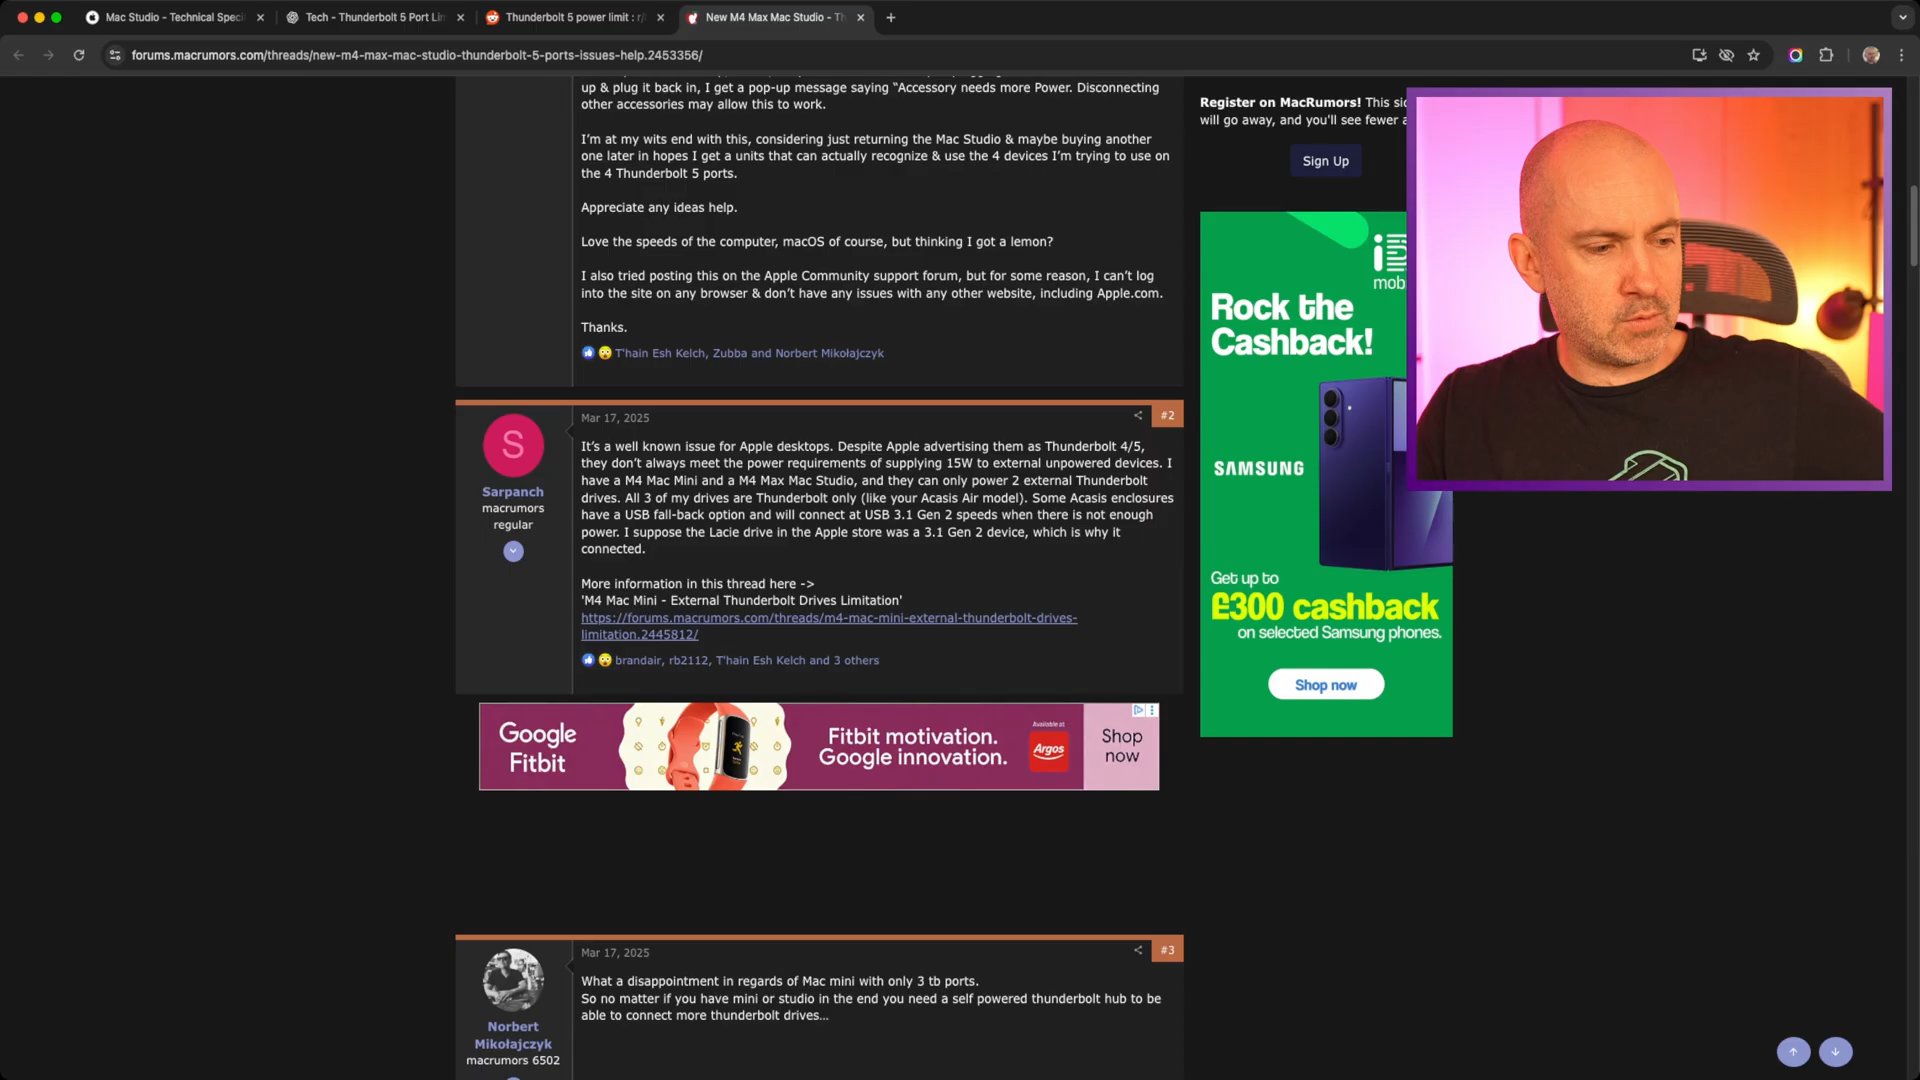 Mac Studio - Technical Speci
Tech - Thunderbolt 5 Port Lin
Thunderbolt 5 power limit : r/
New M4 Max Mac Studio - Th
forums.macrumors.com/threads/new-m4-max-mac-studio-thunderbolt-5-ports-issues-help.2453356/
up & plug it back in, I get a pop-up message saying “Accessory needs more Power. Disconnecting
other accessories may allow this to work.
I’m at my wits end with this, considering just returning the Mac Studio & maybe buying another
one later in hopes I get a units that can actually recognize & use the 4 devices I’m trying to use on
the 4 Thunderbolt 5 ports.
Appreciate any ideas help.
Love the speeds of the computer, macOS of course, but thinking I got a lemon?
I also tried posting this on the Apple Community support forum, but for some reason, I can’t log
into the site on any browser & don’t have any issues with any other website, including Apple.com.
Thanks.
T'hain Esh Kelch, Zubba and Norbert Mikołajczyk
Mar 17, 2025
#2
S
Sarpanch
macrumors
regular
It’s a well known issue for Apple desktops. Despite Apple advertising them as Thunderbolt 4/5,
they don’t always meet the power requirements of supplying 15W to external unpowered devices. I
have a M4 Mac Mini and a M4 Max Mac Studio, and they can only power 2 external Thunderbolt
drives. All 3 of my drives are Thunderbolt only (like your Acasis Air model). Some Acasis enclosures
have a USB fall-back option and will connect at USB 3.1 Gen 2 speeds when there is not enough
power. I suppose the Lacie drive in the Apple store was a 3.1 Gen 2 device, which is why it
connected.
More information in this thread here ->
'M4 Mac Mini - External Thunderbolt Drives Limitation'
https://forums.macrumors.com/threads/m4-mac-mini-external-thunderbolt-drives-
limitation.2445812/
brandair, rb2112, T'hain Esh Kelch and 3 others
Google
Fitbit
Fitbit motivation.
Google innovation.
Available at
Argos
Shop
now
Mar 17, 2025
#3
Norbert
Mikołajczyk
macrumors 6502
What a disappointment in regards of Mac mini with only 3 tb ports.
So no matter if you have mini or studio in the end you need a self powered thunderbolt hub to be
able to connect more thunderbolt drives…
Register on MacRumors! This si
will go away, and you'll see fewer a
Sign Up
iD
mob
Rock the
Cashback!
SAMSUNG
Get up to
£300 cashback
on selected Samsung phones.
Shop now